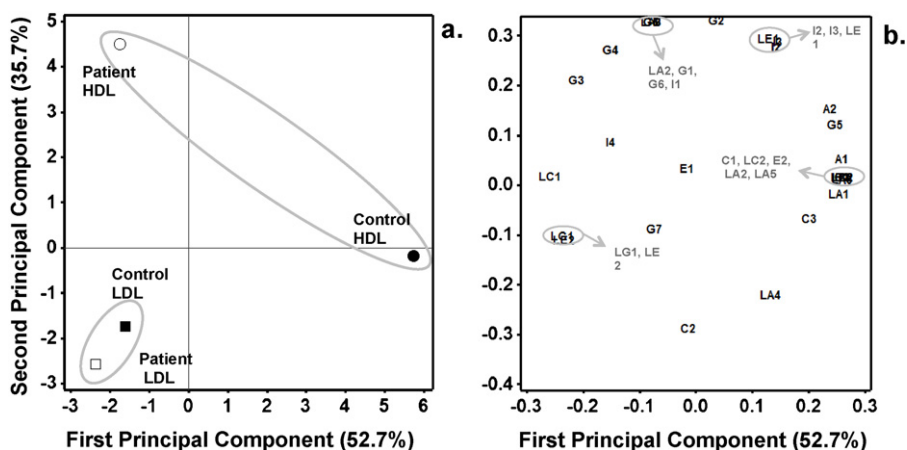 a.
Second Principal Component (35.7%)
5
4
3
2
1
0
-1
-2
-3
Patient
HDL
Control
HDL
Control
LDL
Patient
LDL
-3 -2 -1 0 1 2 3 4 5 6
First Principal Component (52.7%)
b.
0.3
0.2
0.1
0.0
-0.1
-0.2
-0.3
-0.4
G2
LE1
I2, I3, LE
1
G4
LA2, G1,
G6, I1
G3
A2
G5
I4
E1
A1
C1, LC2, E2,
LA2, LA5
LC1
LA1
C3
LG1
G7
LG1, LE
2
LA4
C2
-0.3 -0.2 -0.1 0.0 0.1 0.2 0.3
First Principal Component (52.7%)